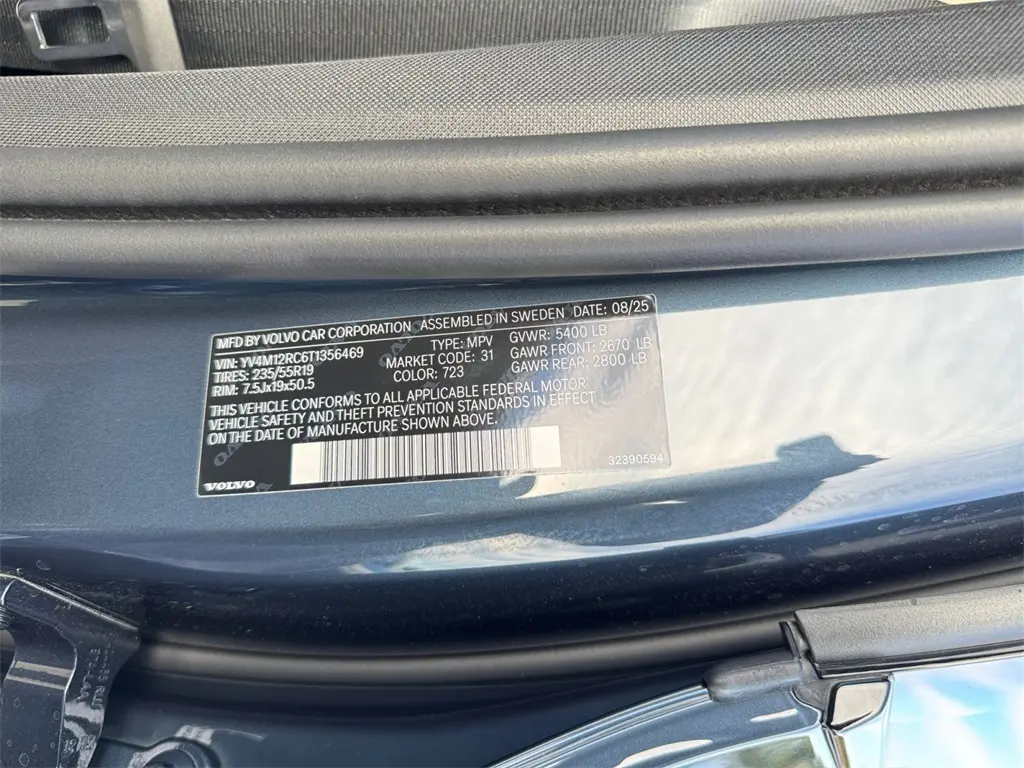 MFD BY VOLVO CAR CORPORATION ASSEMBLED IN SWEDEN DATE: 08/25
VIN: YV4M12RC6T1356469 TYPE: MPV GVWR: 5400 LB
TIRES: 235/55R19 MARKET CODE: 31 GAWR FRONT: 2670 LB
RIM: 7.5Jx19x50.5 COLOR: 723 GAWR REAR: 2800 LB
THIS VEHICLE CONFORMS TO ALL APPLICABLE FEDERAL MOTOR
VEHICLE SAFETY AND THEFT PREVENTION STANDARDS IN EFFECT
ON THE DATE OF MANUFACTURE SHOWN ABOVE.
32390594
VOLVO